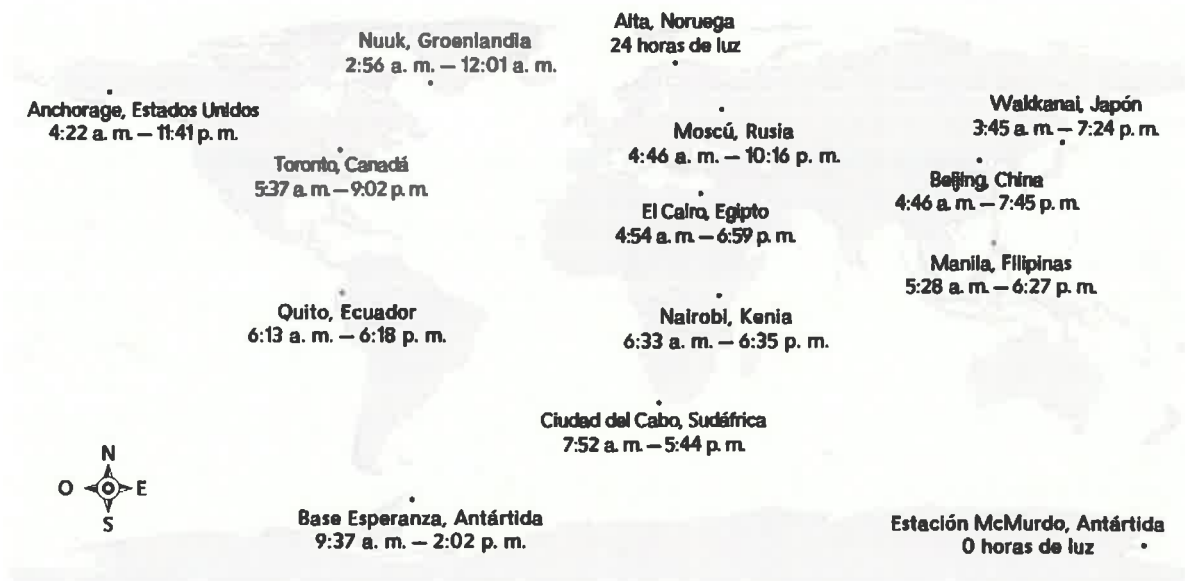 Alta, Noruega
24 horas de luz
Nuuk, Groenlandia
2:56 a. m. – 12:01 a. m.
Anchorage, Estados Unidos
4:22 a. m. – 11:41 p. m.
Wakkanai, Japón
3:45 a. m. – 7:24 p. m.
Moscú, Rusia
4:46 a. m. – 10:16 p. m.
Toronto, Canadá
5:37 a. m. – 9:02 p. m.
Beijing, China
4:46 a. m. – 7:45 p. m.
El Cairo, Egipto
4:54 a. m. – 6:59 p. m.
Manila, Filipinas
5:28 a. m. – 6:27 p. m.
Quito, Ecuador
6:13 a. m. – 6:18 p. m.
Nairobi, Kenia
6:33 a. m. – 6:35 p. m.
Ciudad del Cabo, Sudáfrica
7:52 a. m. – 5:44 p. m.
N
O E
S
Base Esperanza, Antártida
9:37 a. m. – 2:02 p. m.
Estación McMurdo, Antártida
0 horas de luz